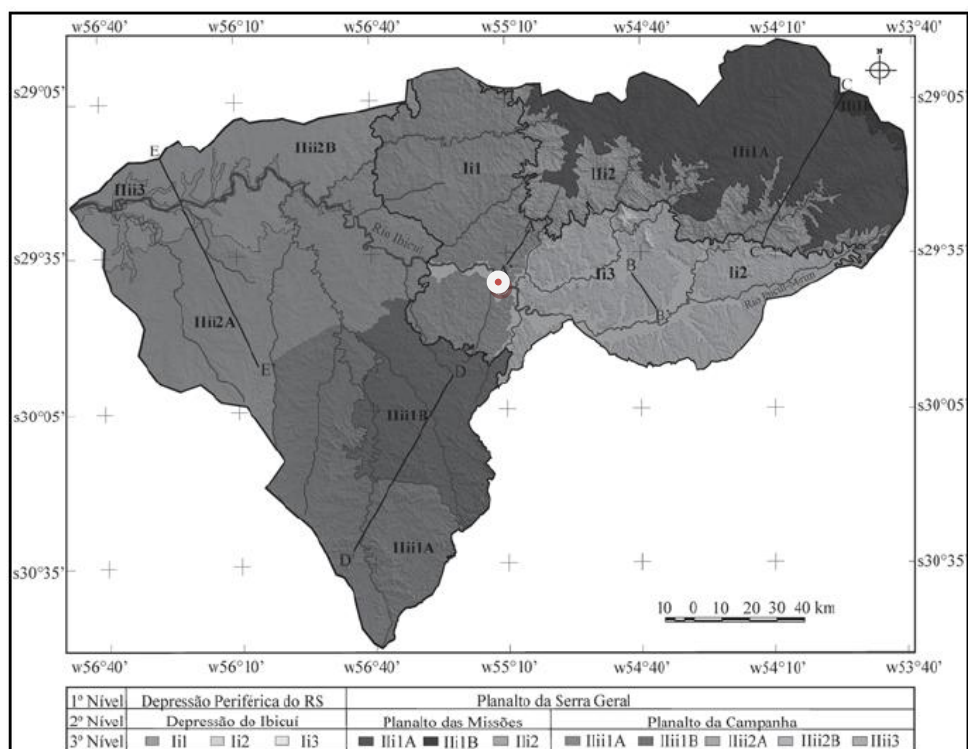 w56°40' w56°10' w56°40' w55°10' w54°40' w54°10' w53°40'
N
s29°05' C s29°05'
IIi1B
E IIii2B IIi1A
Ii1 IIi2
IIii3
Rio Ibicuí
s29°35' C' s29°35'
Ii3 B Ii2
Rio Ibicuí-Mirim
IIii2A B'
E' D
s30°05' IIii1B s30°05'
D' IIii1A
s30°35' s30°35'
10 0 10 20 30 40 km
w56°40' w56°10' w56°40' w55°10' w54°40' w54°10' w53°40'
1º Nível Depressão Periférica do RS Planalto da Serra Geral
2º Nível Depressão do Ibicuí Planalto das Missões Planalto da Campanha
3º Nível Ii1 Ii2 Ii3 IIi1A IIi1B IIi2 IIii1A IIii1B IIii2A IIii2B IIii3